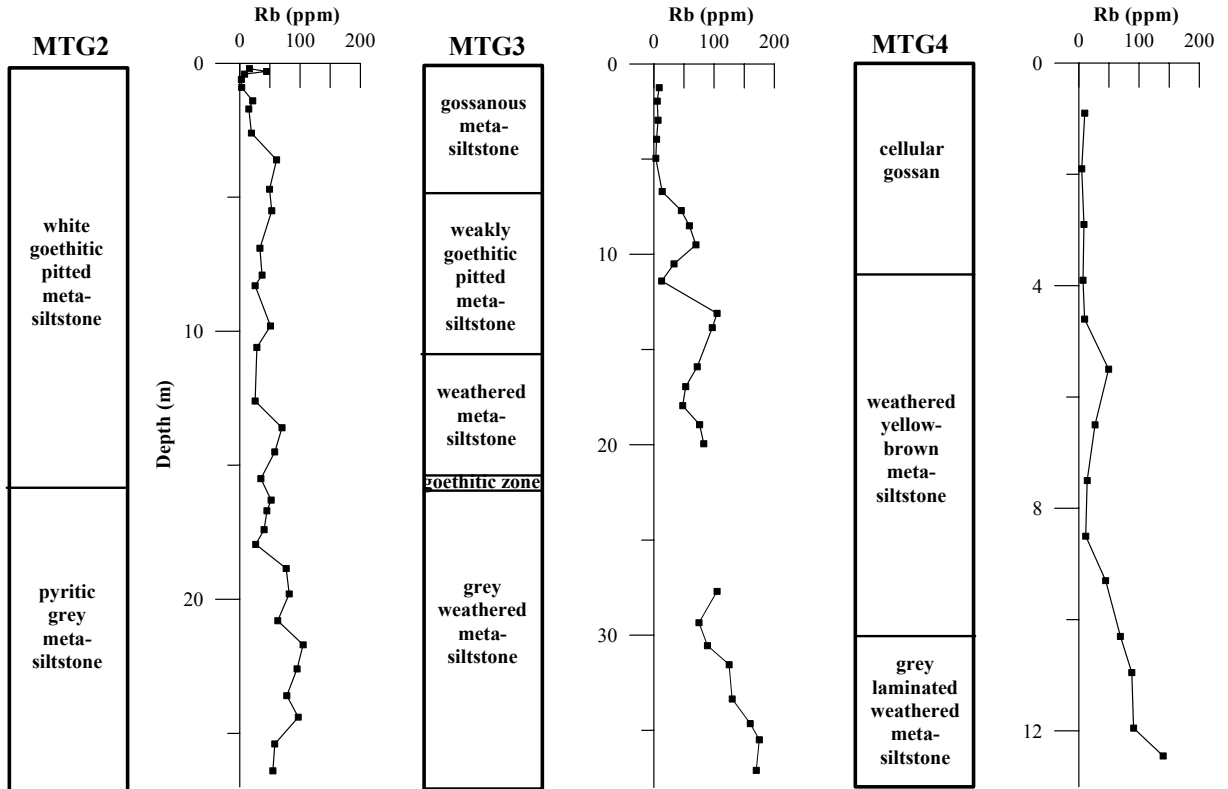 Rb (ppm)
MTG2
0 100 200
0
10
20
Depth (m)
white
goethitic
pitted
meta-
siltstone
pyritic
grey
meta-
siltstone
Rb (ppm)
MTG3
0 100 200
0
10
20
30
gossanous
meta-
siltstone
weakly
goethitic
pitted
meta-
siltstone
weathered
meta-
siltstone
goethitic zone
grey
weathered
meta-
siltstone
Rb (ppm)
MTG4
0 100 200
0
4
8
12
cellular
gossan
weathered
yellow-
brown
meta-
siltstone
grey
laminated
weathered
meta-
siltstone